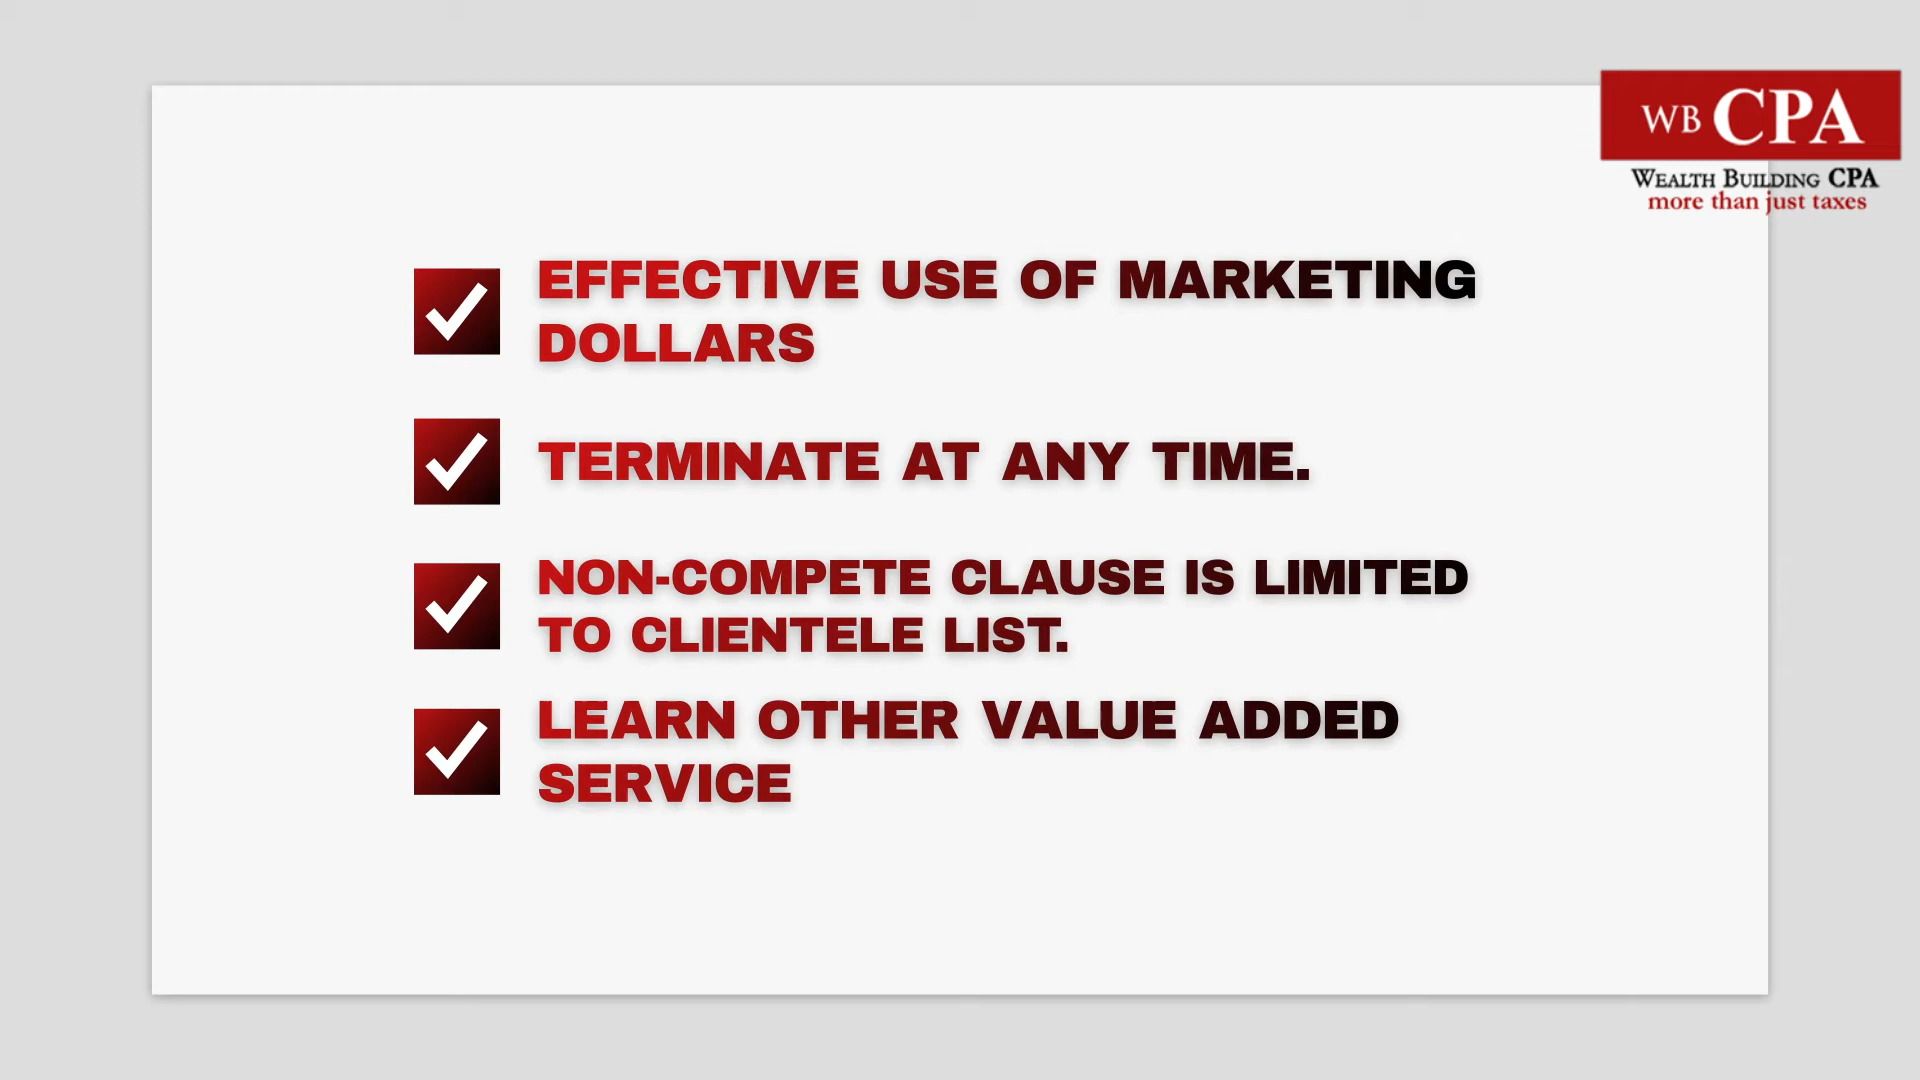 WB CPA
WEALTH BUILDING CPA
more than just taxes
EFFECTIVE USE OF MARKETING
DOLLARS
TERMINATE AT ANY TIME.
NON-COMPETE CLAUSE IS LIMITED
TO CLIENTELE LIST.
LEARN OTHER VALUE ADDED
SERVICE